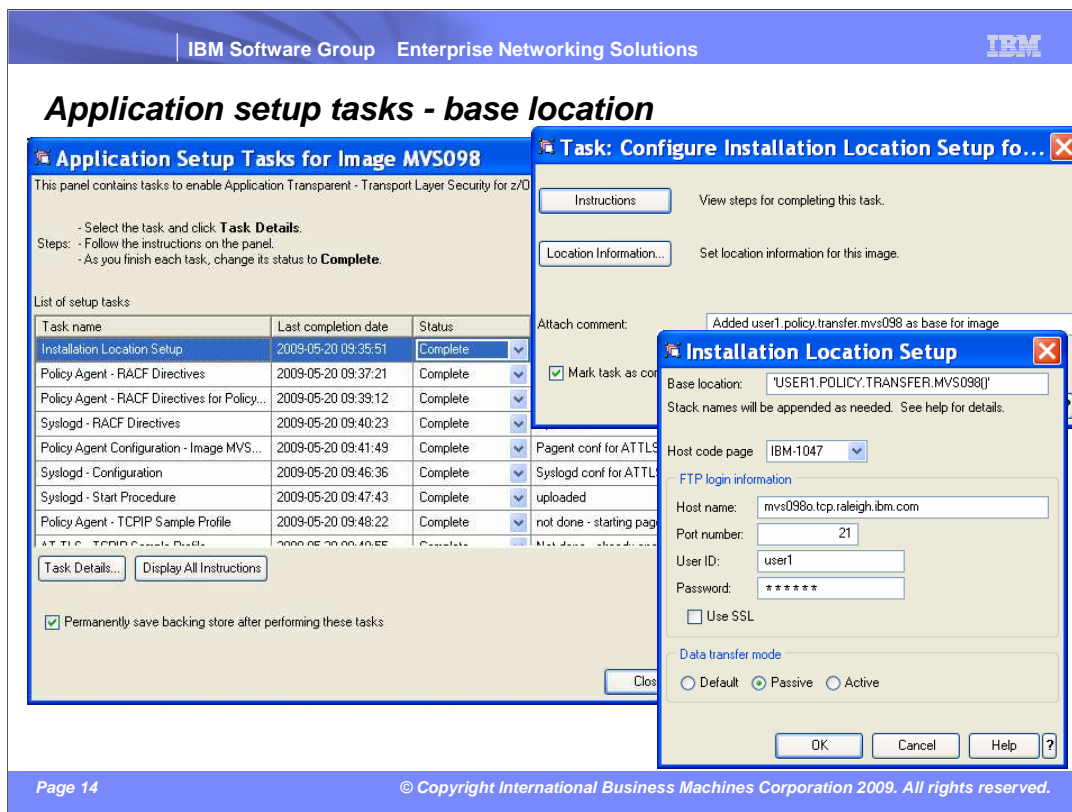 IBM Software Group Enterprise Networking Solutions
IBM
Application setup tasks - base location
Application Setup Tasks for Image MVS098
This panel contains tasks to enable Application Transparent - Transport Layer Security for z/O
- Select the task and click Task Details.
Steps: - Follow the instructions on the panel.
- As you finish each task, change its status to Complete.
List of setup tasks
Task name Last completion date Status
Installation Location Setup 2009-05-20 09:35:51 Complete
Policy Agent - RACF Directives 2009-05-20 09:37:21 Complete
Policy Agent - RACF Directives for Policy... 2009-05-20 09:39:12 Complete
Syslogd - RACF Directives 2009-05-20 09:40:23 Complete
Policy Agent Configuration - Image MVS... 2009-05-20 09:41:49 Complete Pagent conf for ATTLS
Syslogd - Configuration 2009-05-20 09:46:36 Complete Syslogd conf for ATTL
Syslogd - Start Procedure 2009-05-20 09:47:43 Complete uploaded
Policy Agent - TCPIP Sample Profile 2009-05-20 09:48:22 Complete not done - starting pag
Task Details... Display All Instructions
Permanently save backing store after performing these tasks
Clos
Task: Configure Installation Location Setup fo...
Instructions View steps for completing this task.
Location Information... Set location information for this image.
Attach comment: Added user1.policy.transfer.mvs098 as base for image
Mark task as co
Installation Location Setup
Base location: 'USER1.POLICY.TRANSFER.MVS098()'
Stack names will be appended as needed. See help for details.
Host code page IBM-1047
FTP login information
Host name: mvs098o.tcp.raleigh.ibm.com
Port number: 21
User ID: user1
Password: ******
Use SSL
Data transfer mode
Default Passive Active
OK Cancel Help ?
Page 14 © Copyright International Business Machines Corporation 2009. All rights reserved.